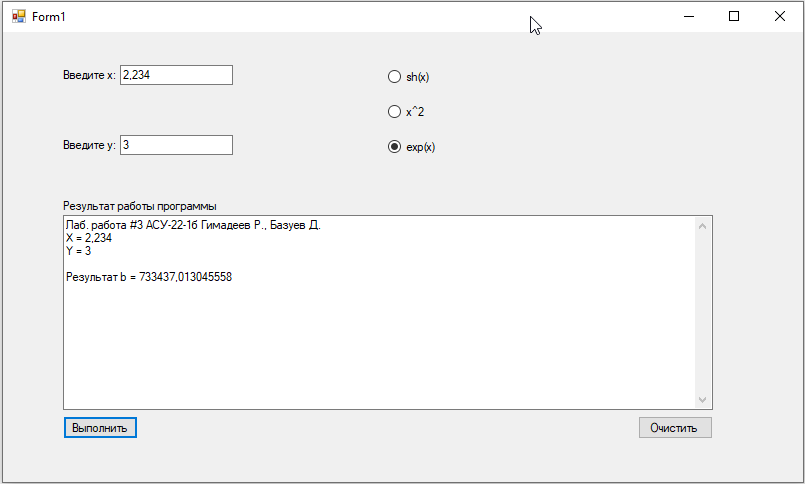 Form1
Введите x: 2,234
sh(x)
x^2
Введите y: 3
exp(x)
Результат работы программы
Лаб. работа #3 АСУ-22-1б Гимадеев Р., Базуев Д.
X = 2,234
Y = 3
Результат b = 733437,013045558
Выполнить
Очистить